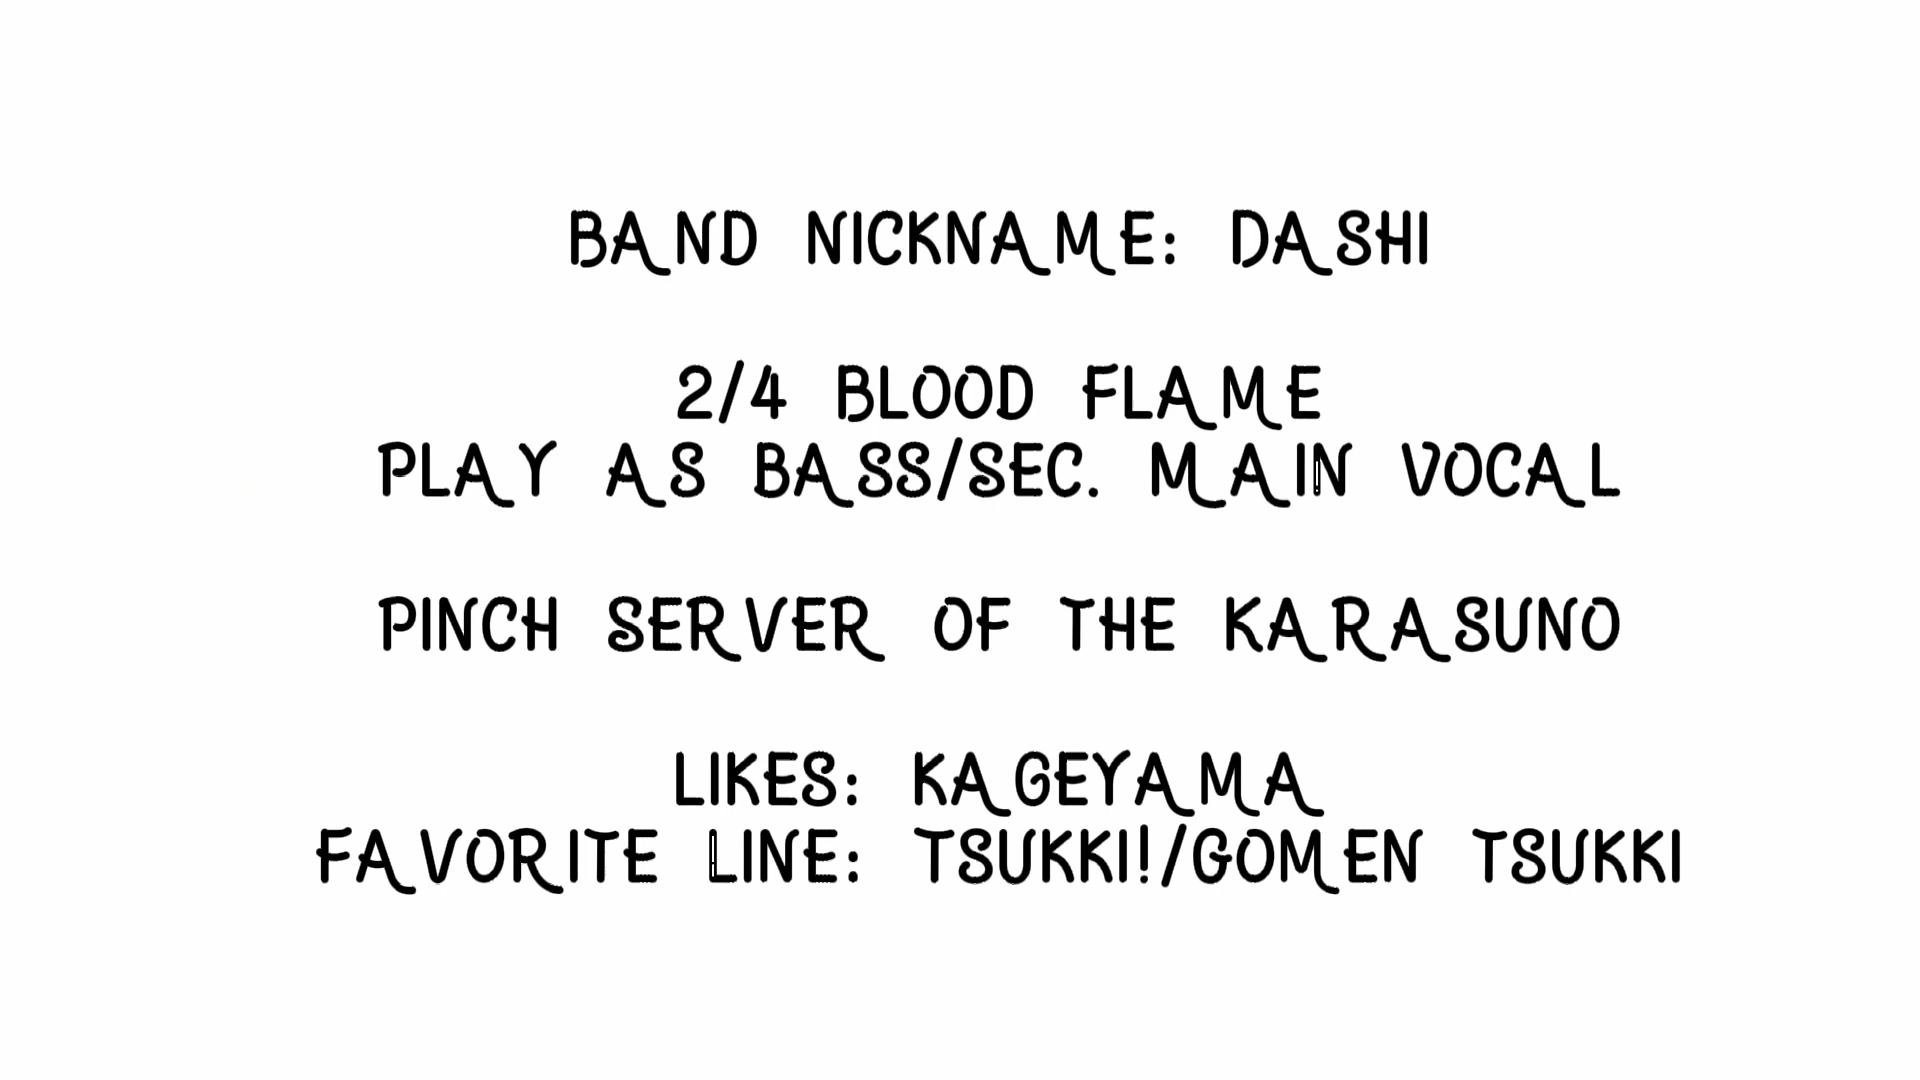 BAND NICKNAME: DASHI
2/4 BLOOD FLAME
PLAY AS BASS/SEC. MAIN VOCAL
PINCH SERVER OF THE KARASUNO
LIKES: KAGEYAMA
FAVORITE LINE: TSUKKI!/GOMEN TSUKKI